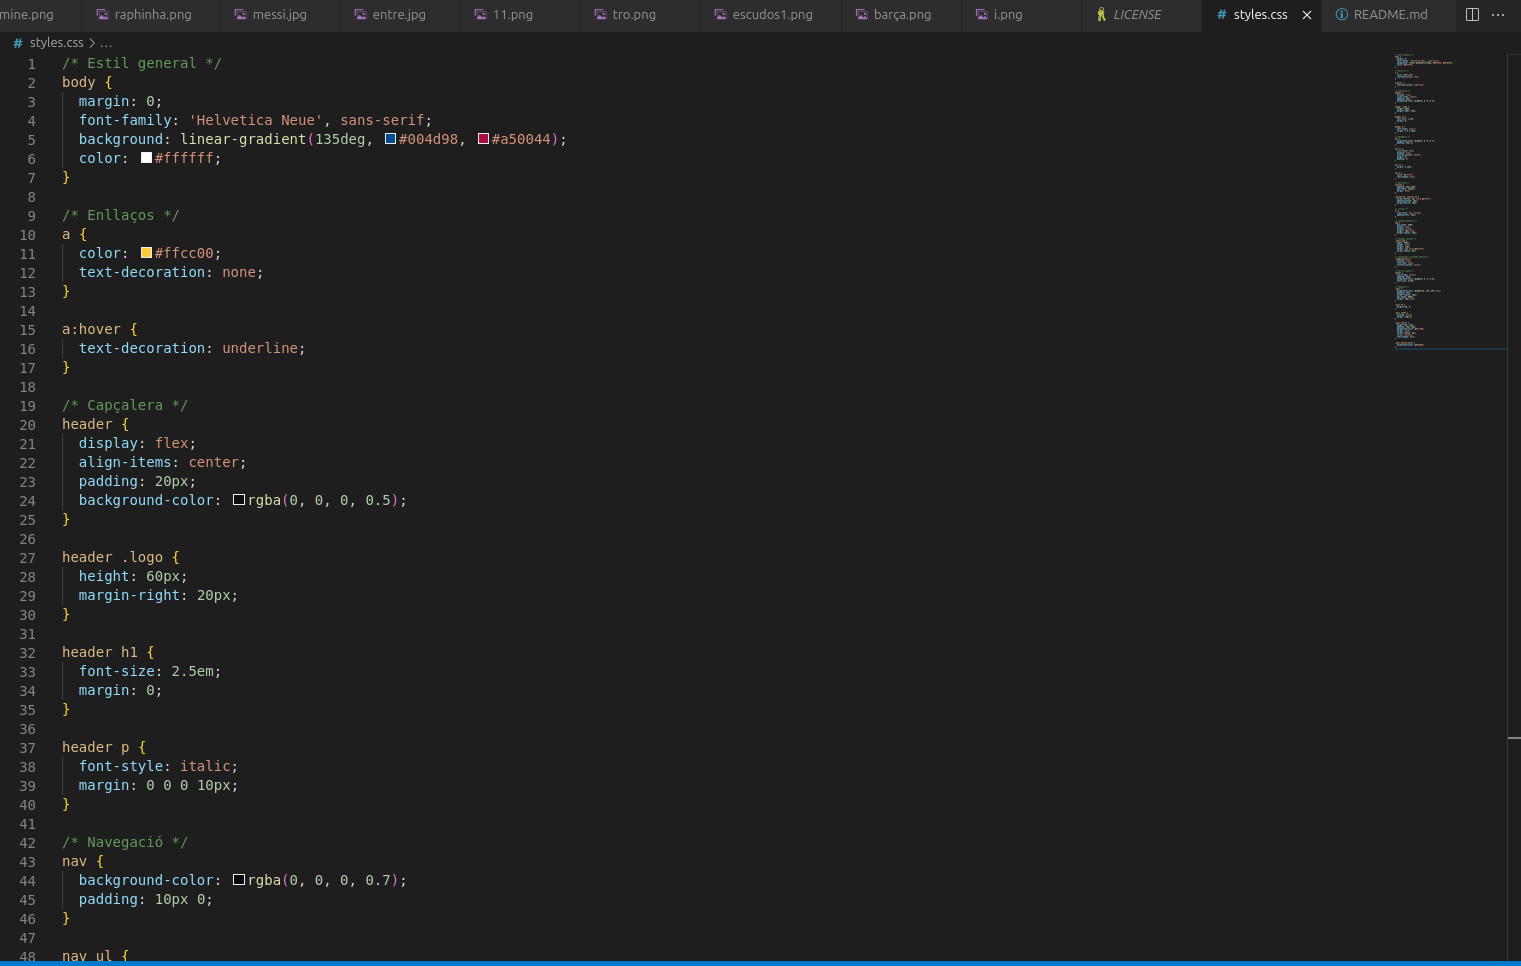 mine.png raphinha.png messi.jpg entre.jpg 11.png tro.png escudos1.png barça.png i.png LICENSE # styles.css README.md ...
# styles.css > ...
1 /* Estil general */
2 body {
3 margin: 0;
4 font-family: 'Helvetica Neue', sans-serif;
5 background: linear-gradient(135deg, #004d98, #a50044);
6 color: #ffffff;
7 }
8
9 /* Enllaços */
10 a {
11 color: #ffcc00;
12 text-decoration: none;
13 }
14
15 a:hover {
16 text-decoration: underline;
17 }
18
19 /* Capçalera */
20 header {
21 display: flex;
22 align-items: center;
23 padding: 20px;
24 background-color: rgba(0, 0, 0, 0.5);
25 }
26
27 header .logo {
28 height: 60px;
29 margin-right: 20px;
30 }
31
32 header h1 {
33 font-size: 2.5em;
34 margin: 0;
35 }
36
37 header p {
38 font-style: italic;
39 margin: 0 0 0 10px;
40 }
41
42 /* Navegació */
43 nav {
44 background-color: rgba(0, 0, 0, 0.7);
45 padding: 10px 0;
46 }
47
48 nav ul {